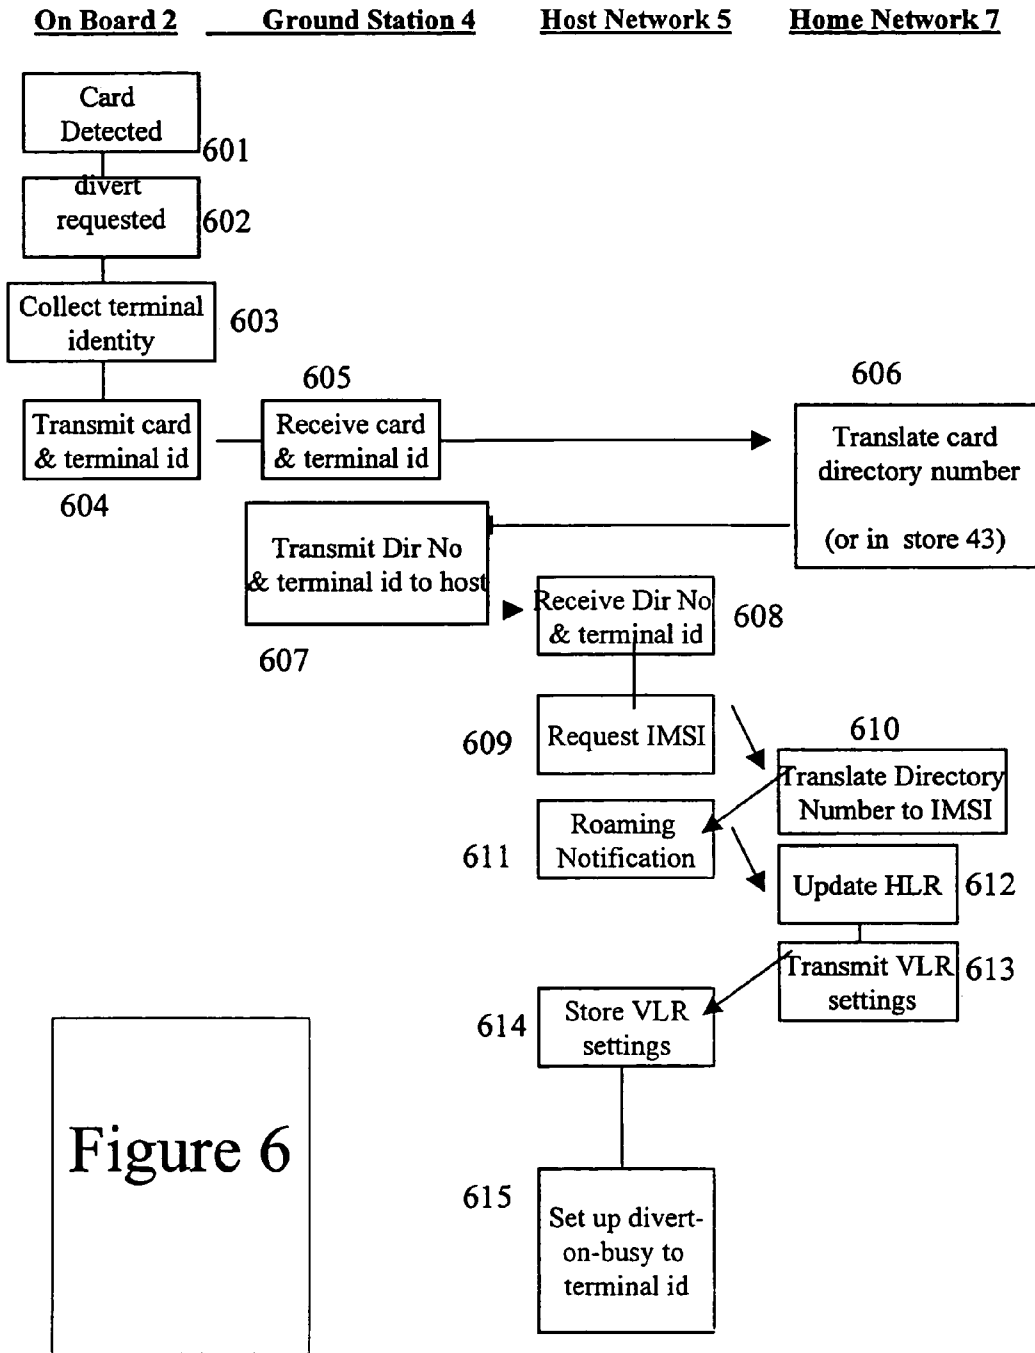 On Board 2 Ground Station 4 Host Network 5 Home Network 7
Card
Detected
601
divert
requested
602
Collect terminal
identity
603
605
606
Transmit card
& terminal id
604
Receive card
& terminal id
Translate card
directory number
(or in store 43)
Transmit Dir No
& terminal id to host
607
Receive Dir No
& terminal id
608
609
Request IMSI
610
Translate Directory
Number to IMSI
611
Roaming
Notification
Update HLR
612
Transmit VLR
settings
613
614
Store VLR
settings
Figure 6
615
Set up divert-
on-busy to
terminal id